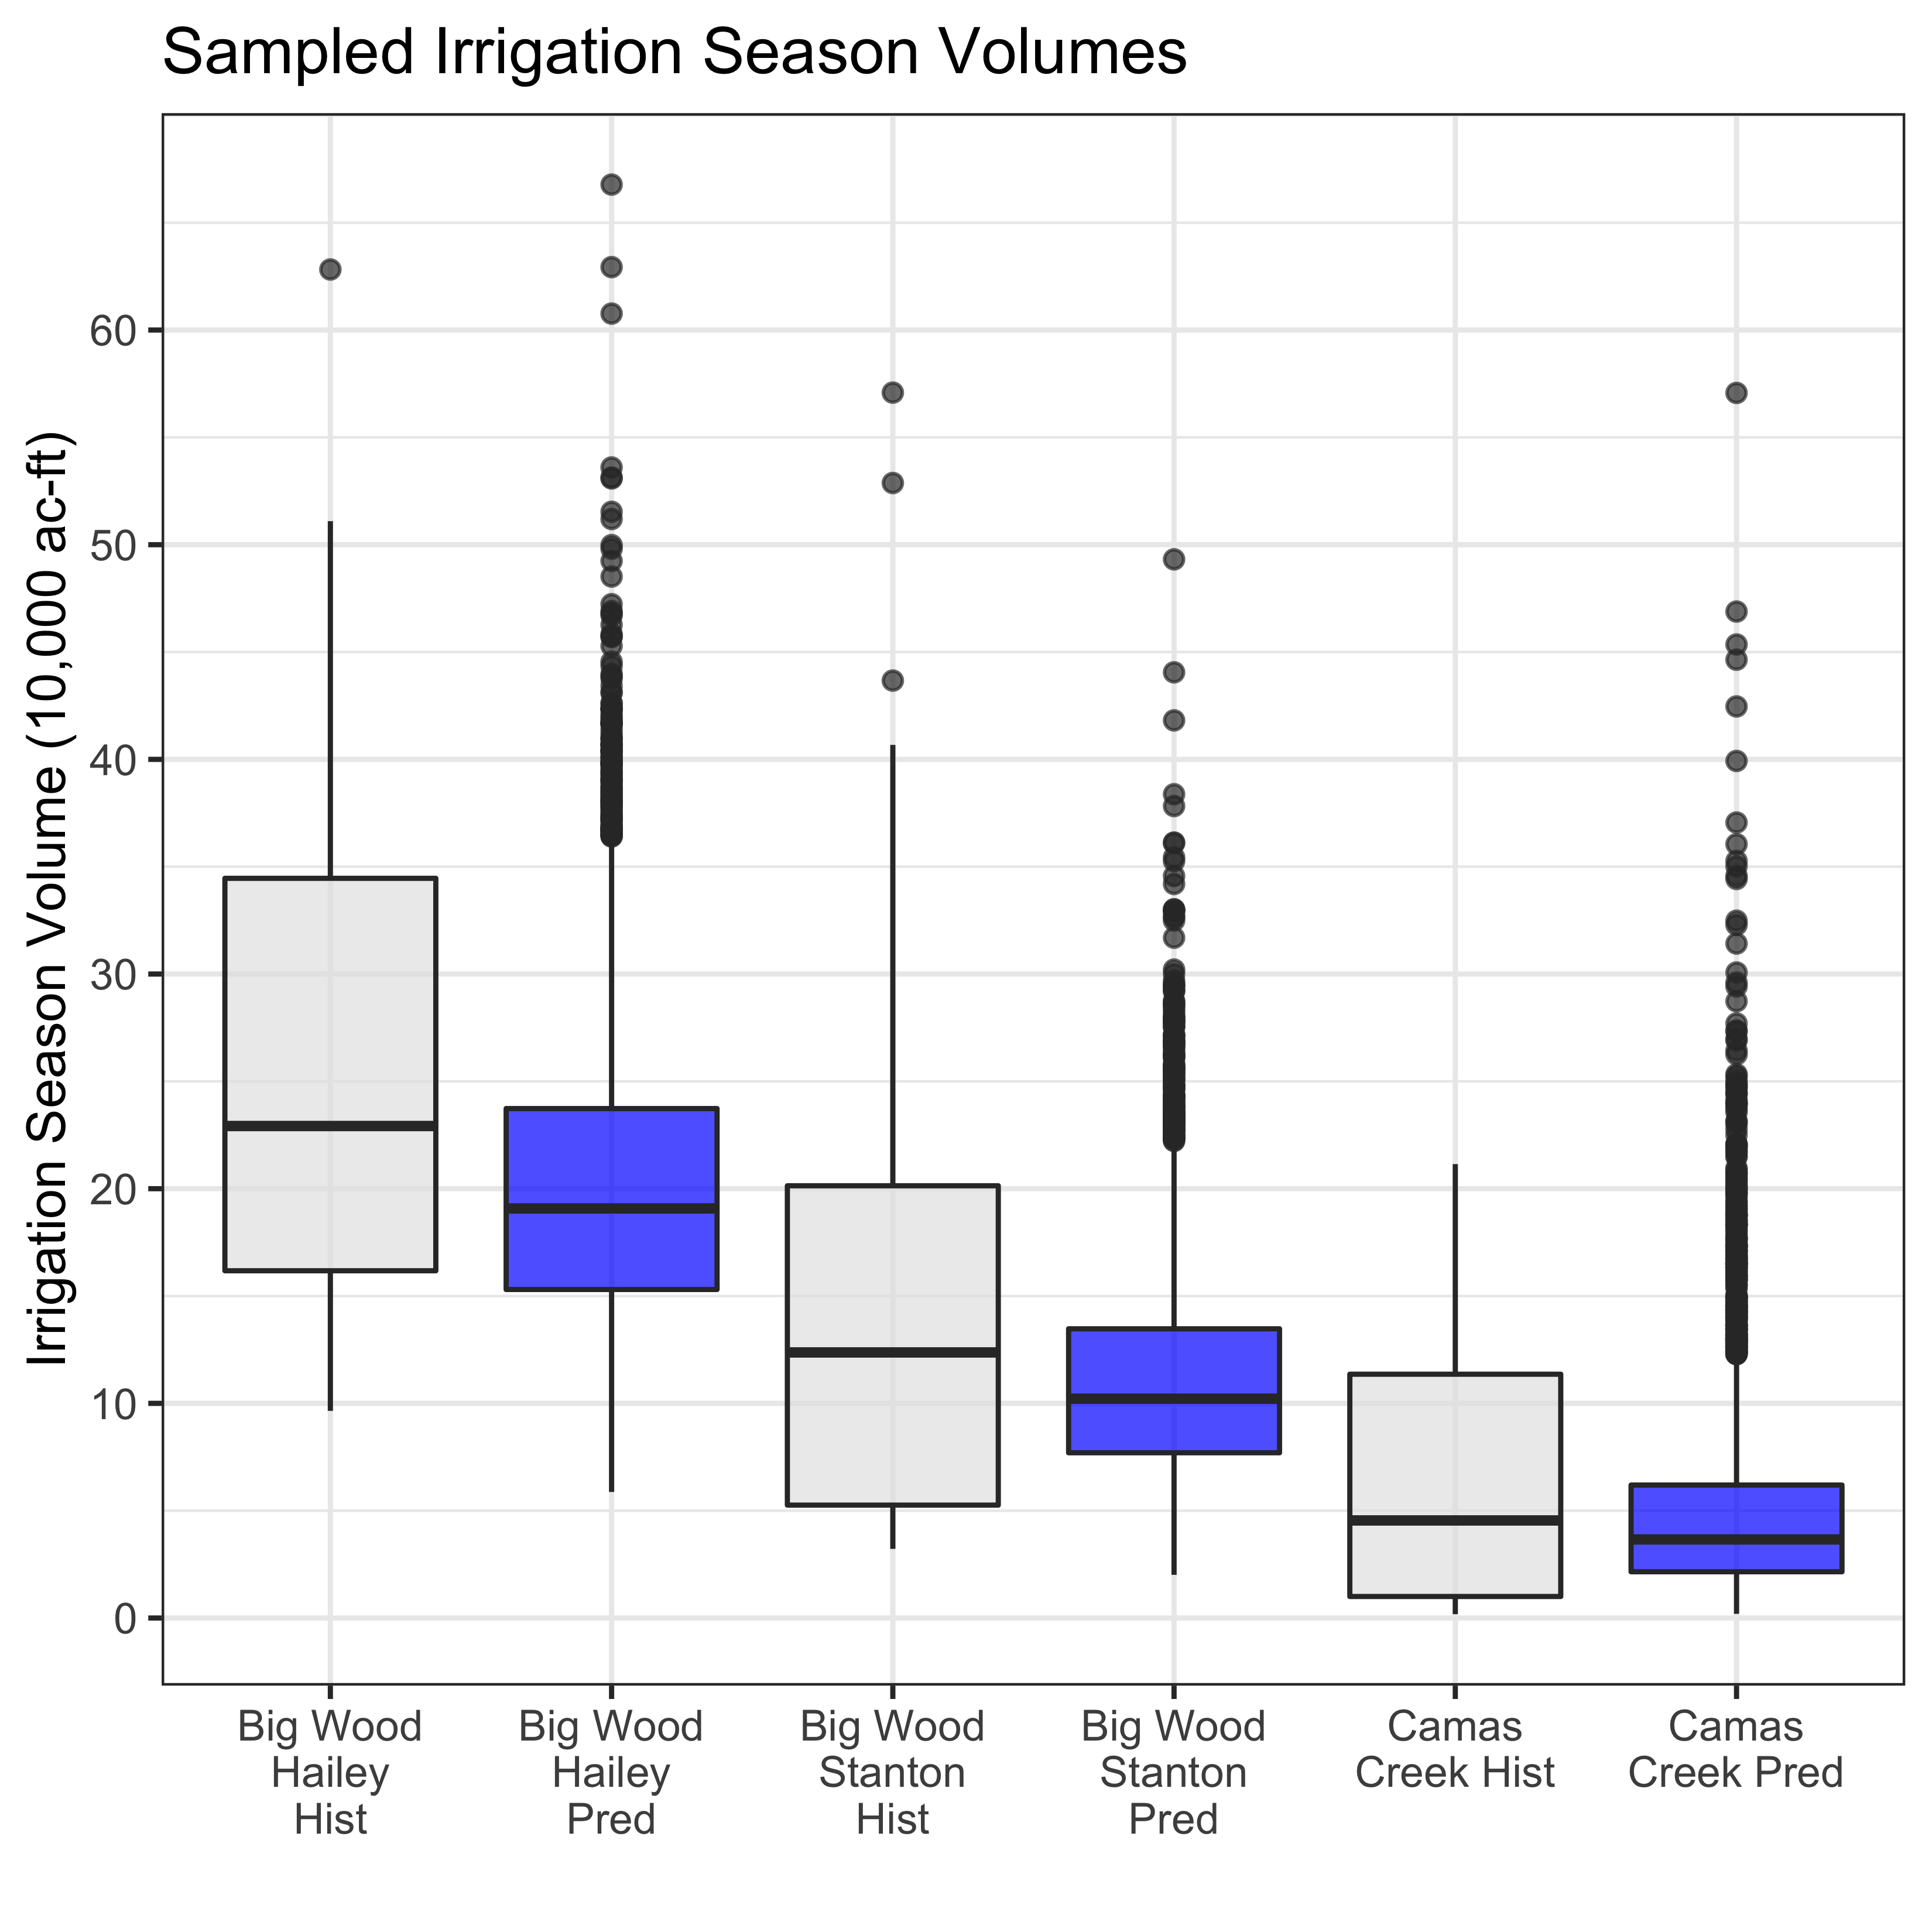 Sampled Irrigation Season Volumes
Irrigation Season Volume (10,000 ac-ft)
60
50
40
30
20
10
0
Big Wood
Hailey
Hist
Big Wood
Hailey
Pred
Big Wood
Stanton
Hist
Big Wood
Stanton
Pred
Camas
Creek Hist
Camas
Creek Pred